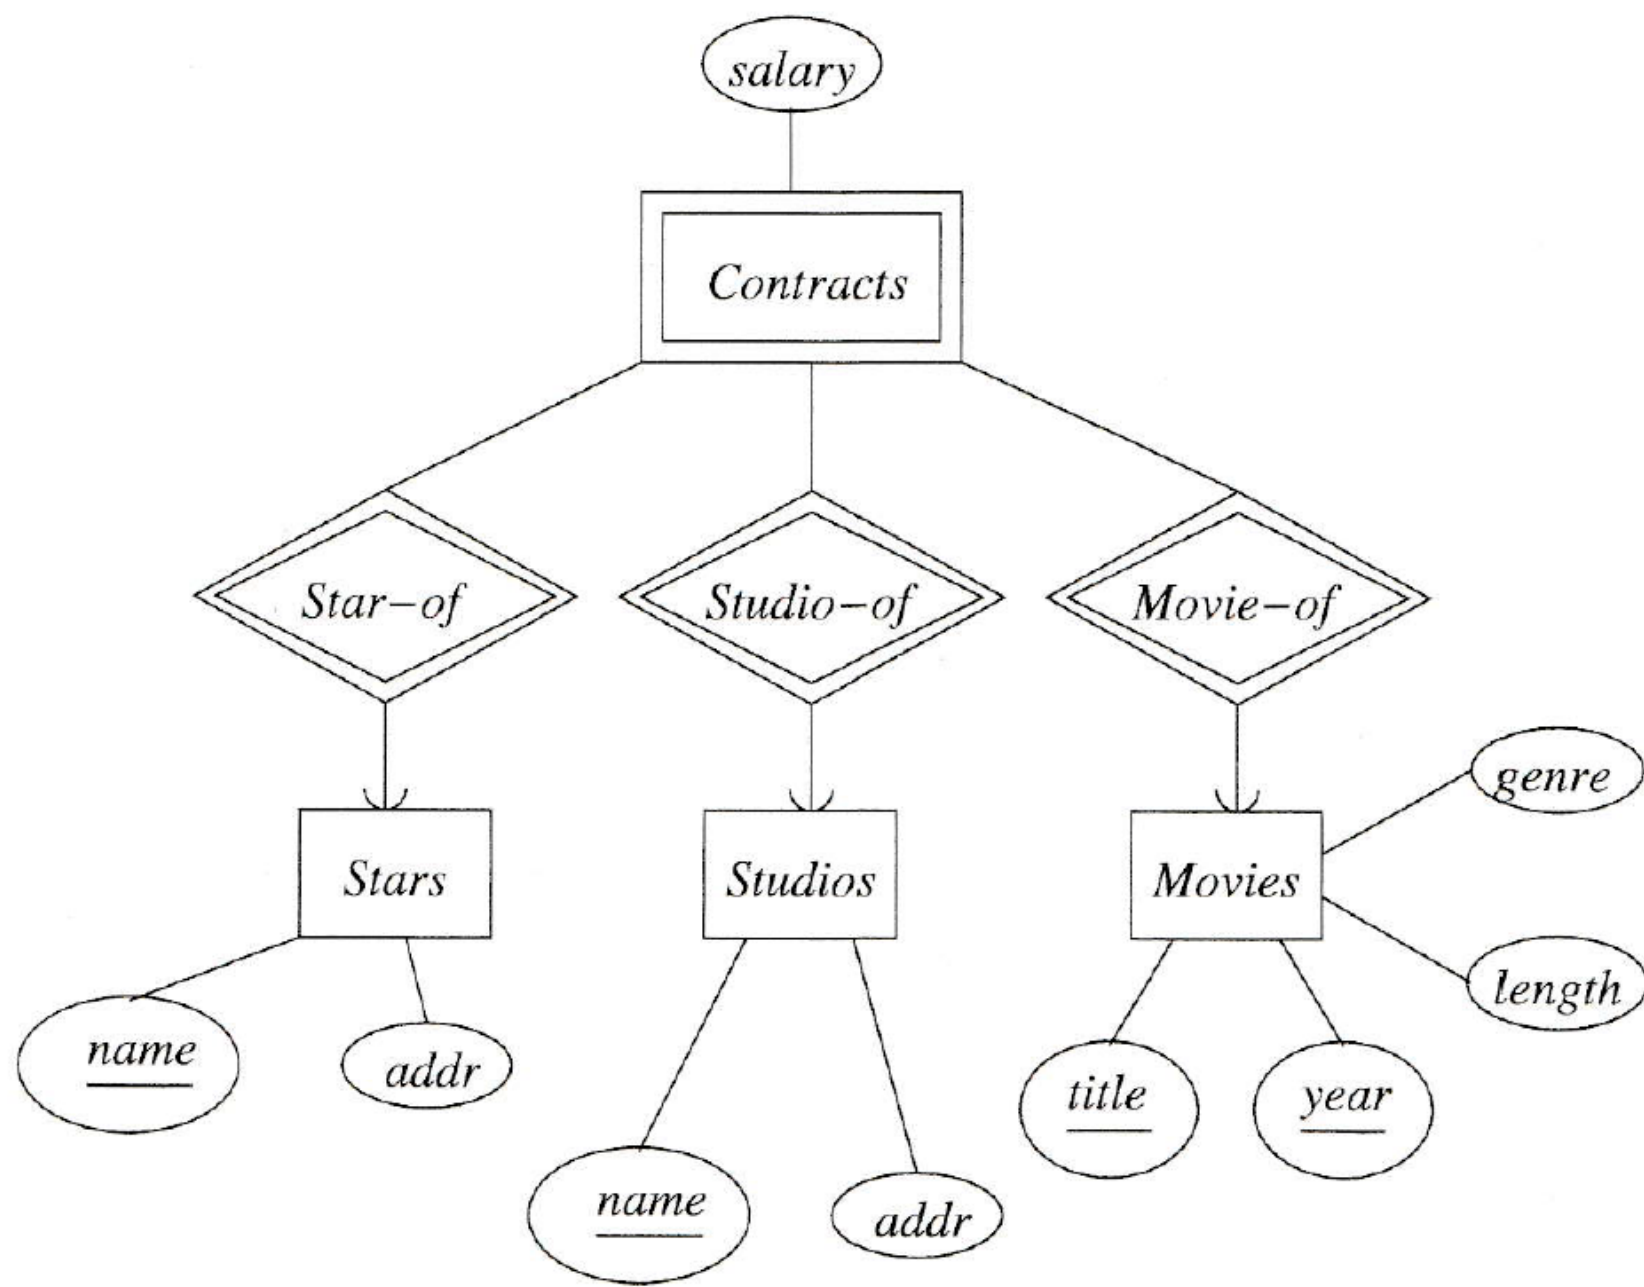 salary
Contracts
Star-of
Studio-of
Movie-of
genre
Stars
Studios
Movies
length
name
addr
title
year
name
addr